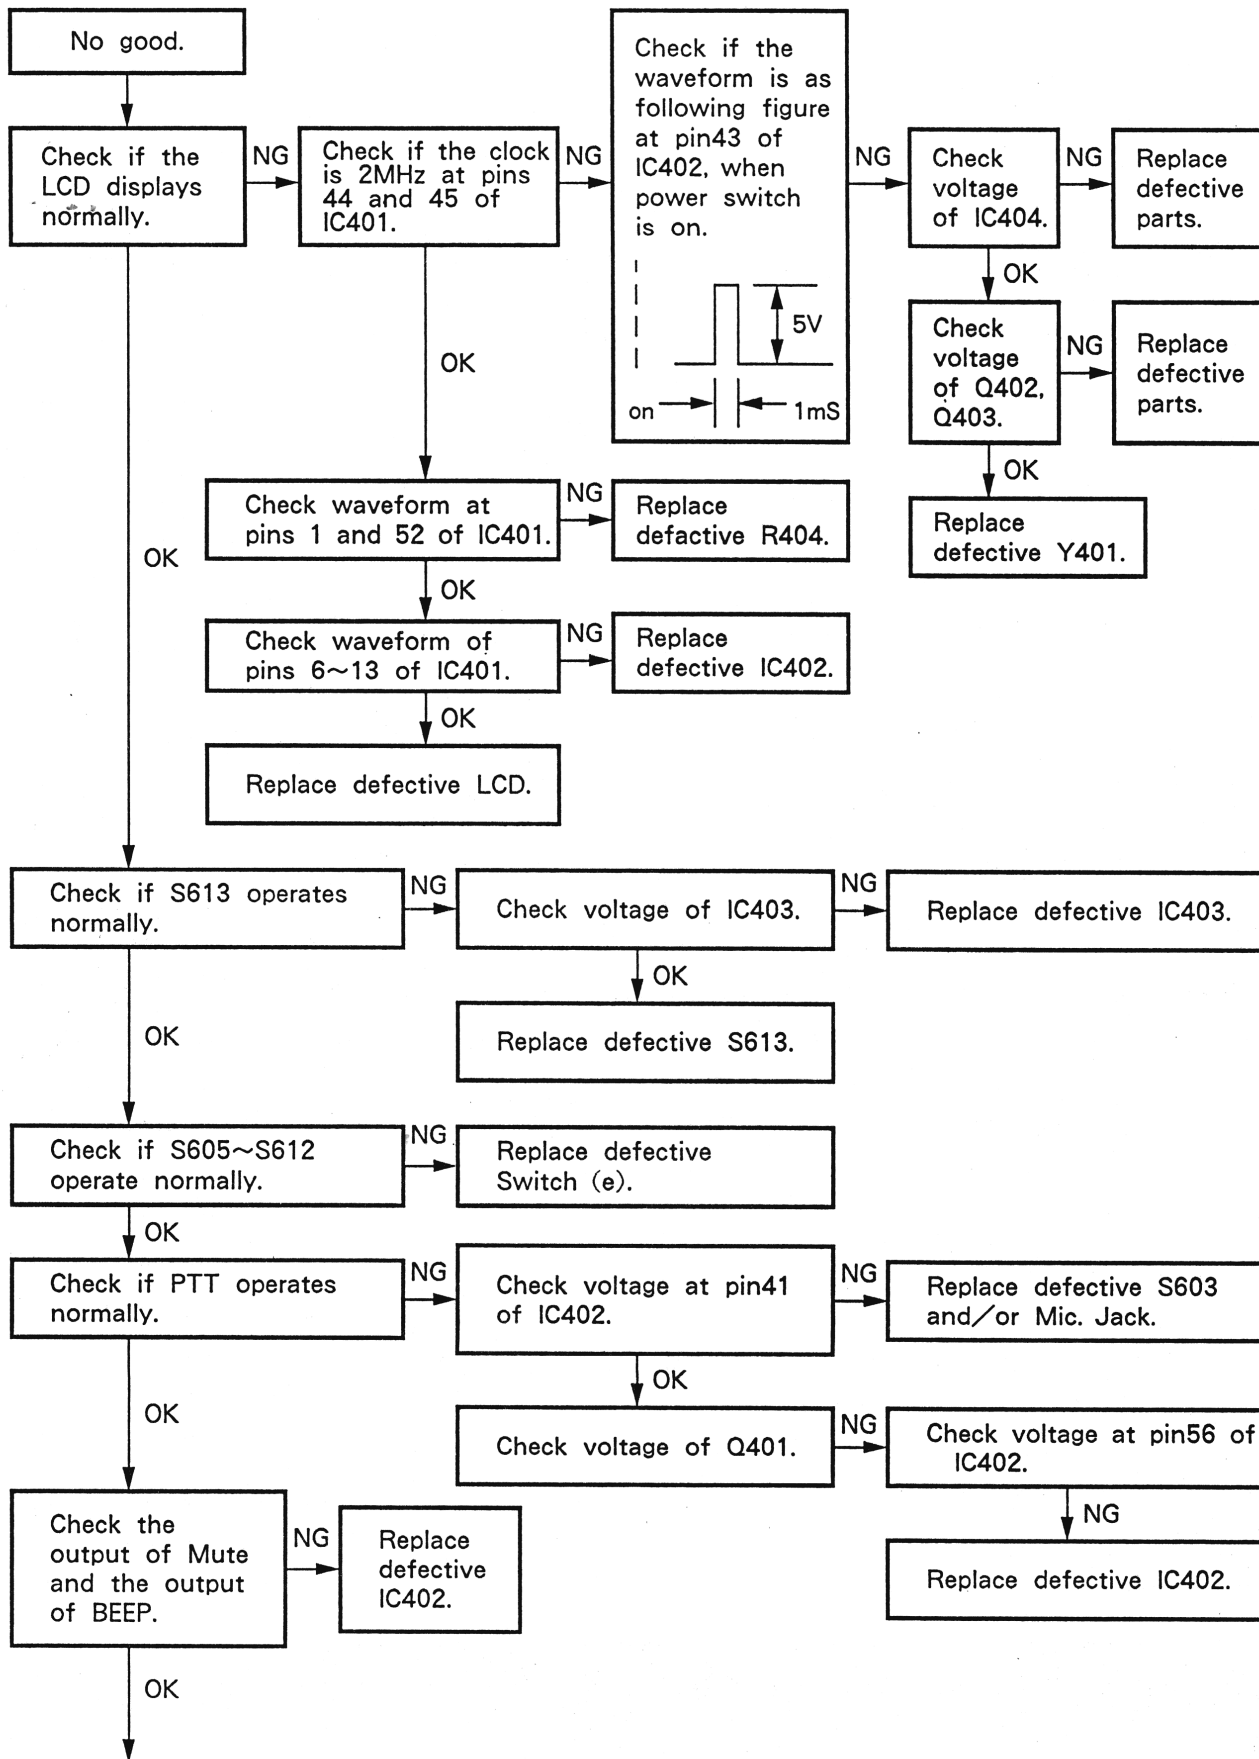 No good.
Check if the
LCD displays
normally.
NG
Check if the clock
is 2MHz at pins
44 and 45 of
IC401.
NG
Check if the
waveform is as
following figure
at pin43 of
IC402, when
power switch
is on.
5V
on
1mS
NG
Check
voltage
of IC404.
NG
Replace
defective
parts.
OK
Check
voltage
of Q402,
Q403.
NG
Replace
defective
parts.
OK
Replace
defective Y401.
OK
Check waveform at
pins 1 and 52 of IC401.
NG
Replace
defactive R404.
OK
Check waveform of
pins 6~13 of IC401.
NG
Replace
defective IC402.
OK
Replace defective LCD.
OK
Check if S613 operates
normally.
NG
Check voltage of IC403.
NG
Replace defective IC403.
OK
Replace defective S613.
OK
Check if S605~S612
operate normally.
NG
Replace defective
Switch (e).
OK
Check if PTT operates
normally.
NG
Check voltage at pin41
of IC402.
NG
Replace defective S603
and/or Mic. Jack.
OK
Check voltage of Q401.
NG
Check voltage at pin56 of
IC402.
NG
Replace defective IC402.
OK
Check the
output of Mute
and the output
of BEEP.
NG
Replace
defective
IC402.
OK